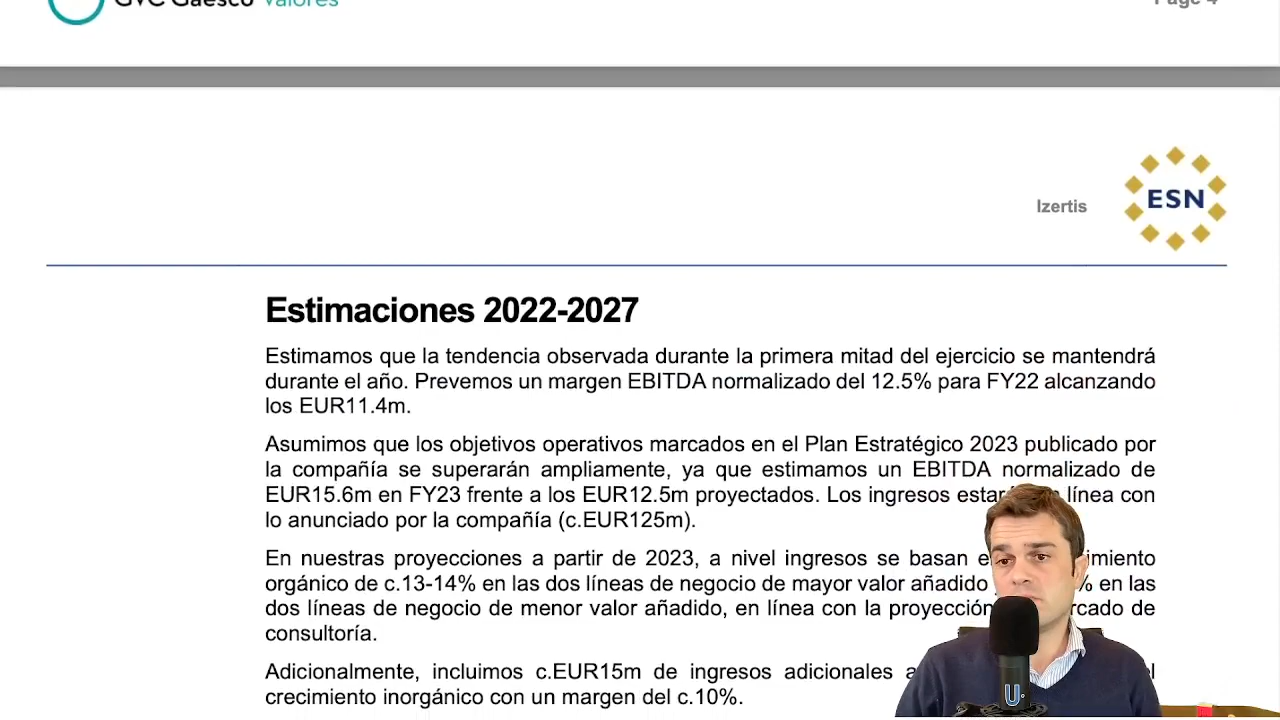 GVC Gaesco Valores
Page 4
Izertis
ESN
Estimaciones 2022-2027
Estimamos que la tendencia observada durante la primera mitad del ejercicio se mantendrá
durante el año. Prevemos un margen EBITDA normalizado del 12.5% para FY22 alcanzando
los EUR11.4m.
Asumimos que los objetivos operativos marcados en el Plan Estratégico 2023 publicado por
la compañía se superarán ampliamente, ya que estimamos un EBITDA normalizado de
EUR15.6m en FY23 frente a los EUR12.5m proyectados. Los ingresos línea con
lo anunciado por la compañía (c.EUR125m).
En nuestras proyecciones a partir de 2023, a nivel ingresos se basan
orgánico de c.13-14% en las dos líneas de negocio de mayor valor añadido % en las
dos líneas de negocio de menor valor añadido, en línea con la proyección de
consultoría.
Adicionalmente, incluimos c.EUR15m de ingresos adicionales
crecimiento inorgánico con un margen del c.10%.
U